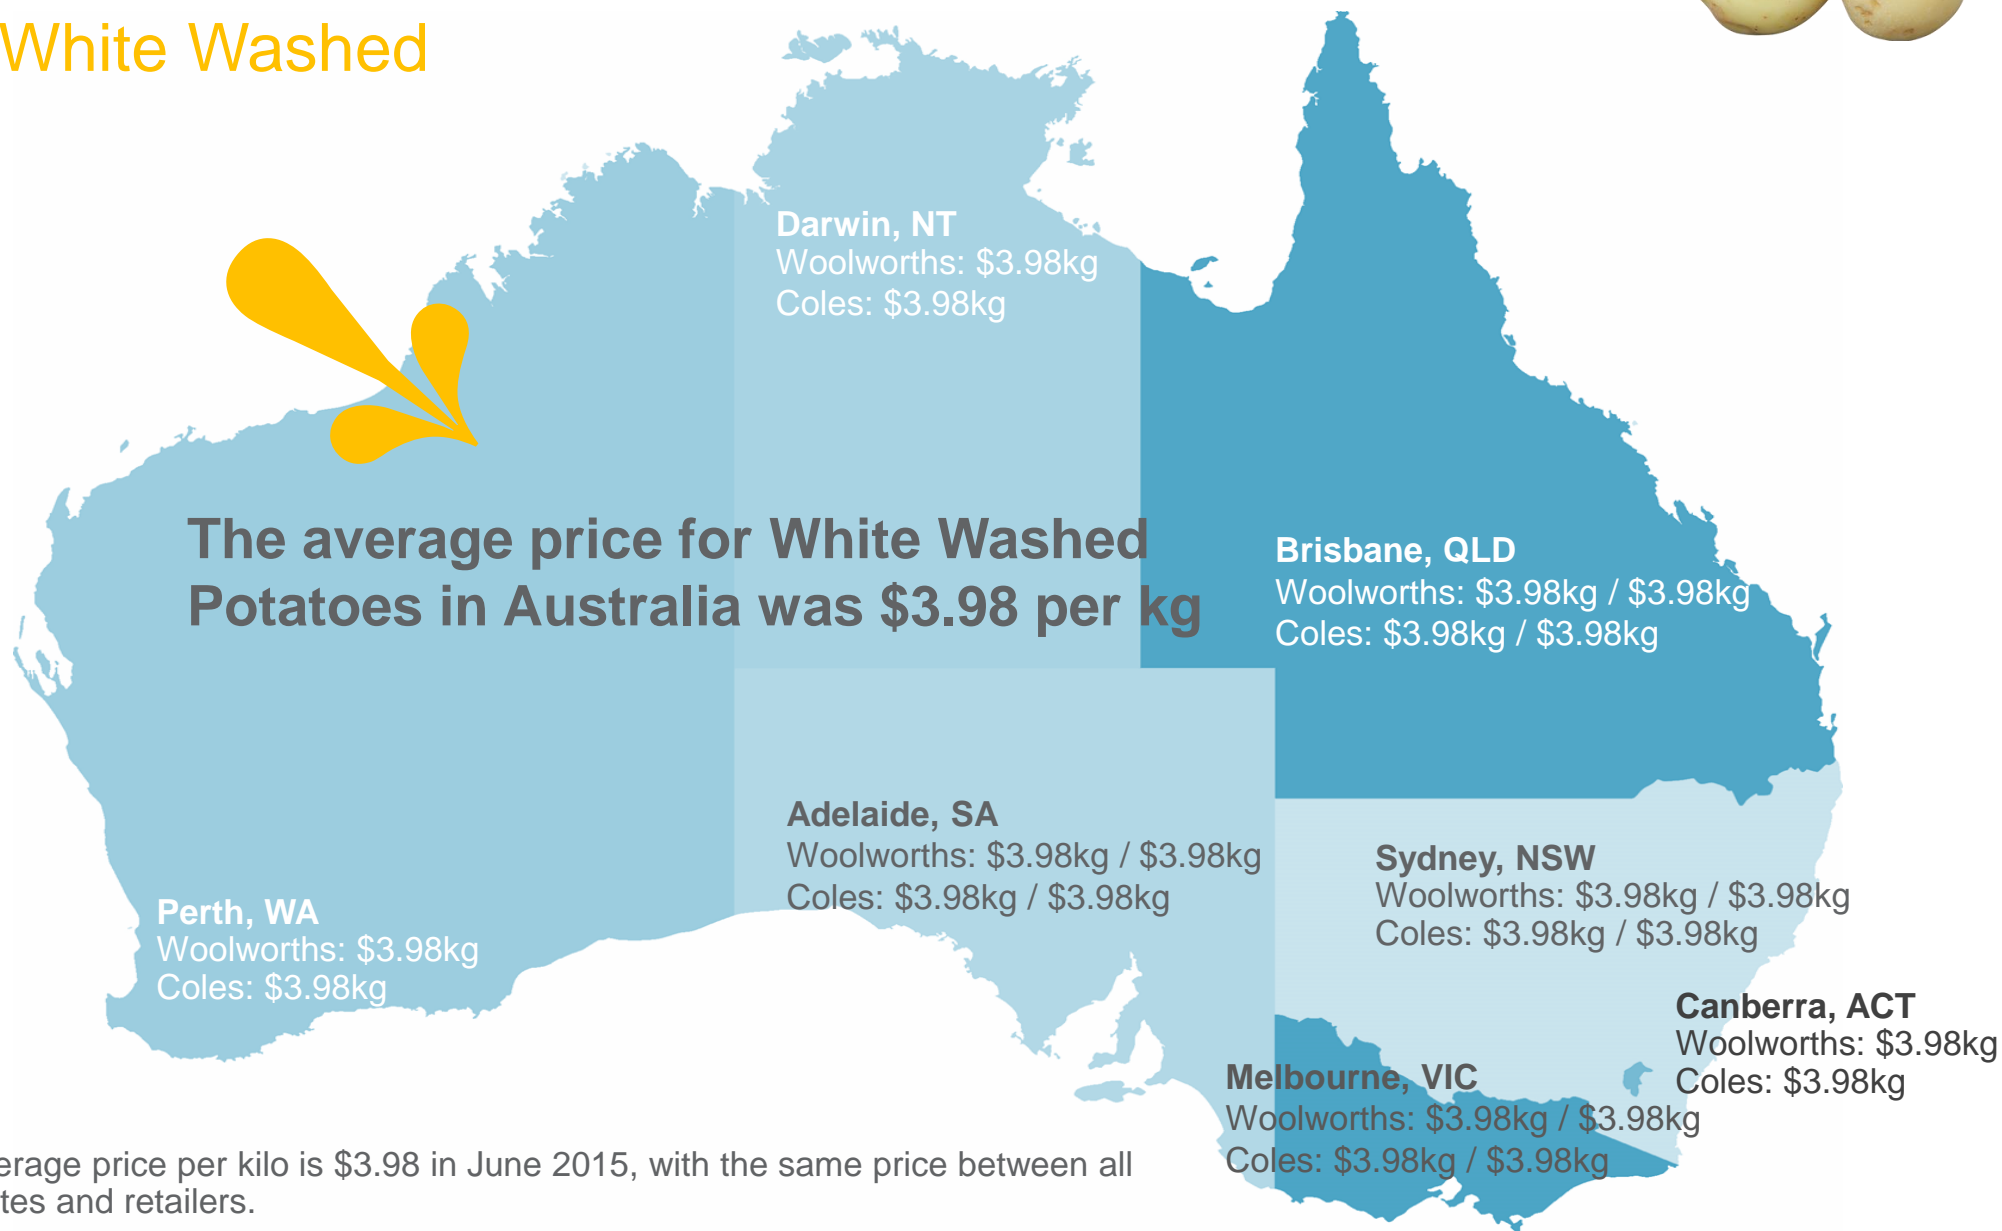 White Washed
Darwin, NT
Woolworths: $3.98kg
Coles: $3.98kg
The average price for White Washed
Potatoes in Australia was $3.98 per kg
Brisbane, QLD
Woolworths: $3.98kg / $3.98kg
Coles: $3.98kg / $3.98kg
Adelaide, SA
Woolworths: $3.98kg / $3.98kg
Coles: $3.98kg / $3.98kg
Sydney, NSW
Woolworths: $3.98kg / $3.98kg
Coles: $3.98kg / $3.98kg
Perth, WA
Woolworths: $3.98kg
Coles: $3.98kg
Canberra, ACT
Woolworths: $3.98kg
Coles: $3.98kg
Melbourne, VIC
Woolworths: $3.98kg / $3.98kg
Coles: $3.98kg / $3.98kg
erage price per kilo is $3.98 in June 2015, with the same price between all
tes and retailers.